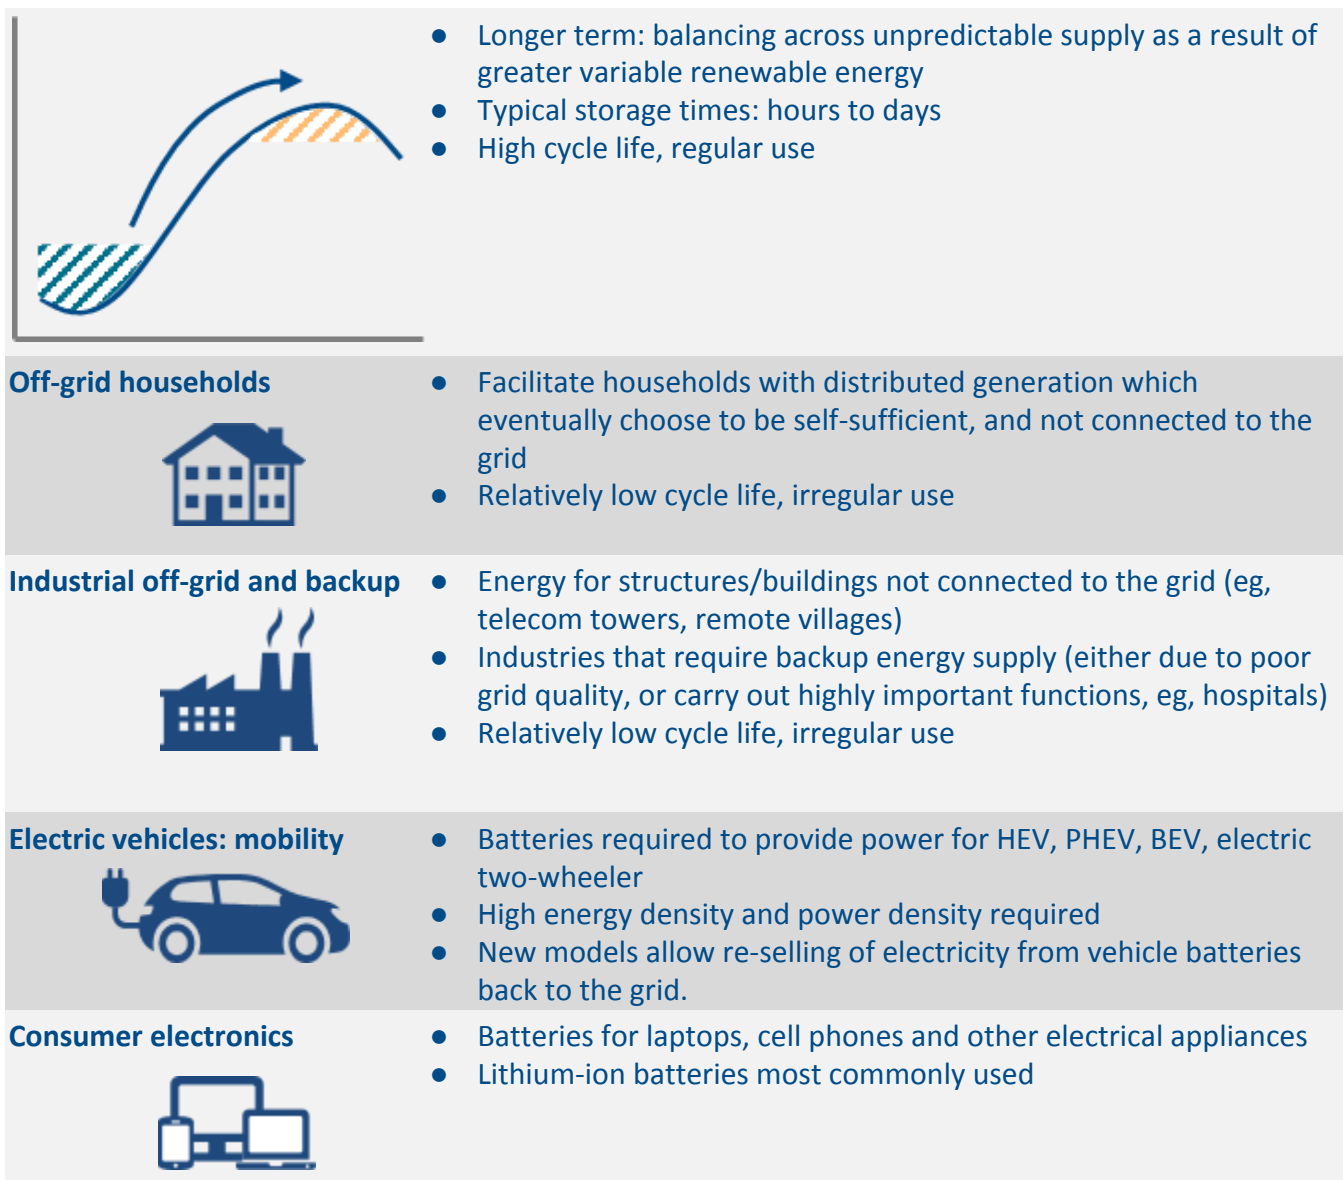 ● Longer term: balancing across unpredictable supply as a result of
greater variable renewable energy
● Typical storage times: hours to days
● High cycle life, regular use
Off-grid households
● Facilitate households with distributed generation which
eventually choose to be self-sufficient, and not connected to the
grid
● Relatively low cycle life, irregular use
Industrial off-grid and backup
● Energy for structures/buildings not connected to the grid (eg,
telecom towers, remote villages)
● Industries that require backup energy supply (either due to poor
grid quality, or carry out highly important functions, eg, hospitals)
● Relatively low cycle life, irregular use
Electric vehicles: mobility
● Batteries required to provide power for HEV, PHEV, BEV, electric
two-wheeler
● High energy density and power density required
● New models allow re-selling of electricity from vehicle batteries
back to the grid.
Consumer electronics
● Batteries for laptops, cell phones and other electrical appliances
● Lithium-ion batteries most commonly used